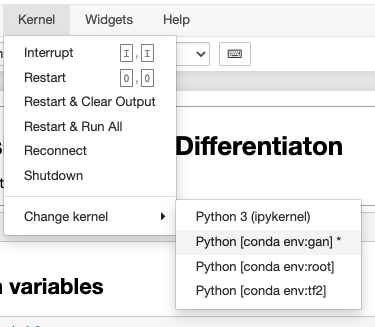 Kernel Widgets Help
Interrupt I,I
Restart 0,0
Restart & Clear Output
Restart & Run All
Reconnect
Shutdown
Differentiaton
Change kernel
Python 3 (ipykernel)
Python [conda env:gan] *
Python [conda env:root]
Python [conda env:tf2]
variables